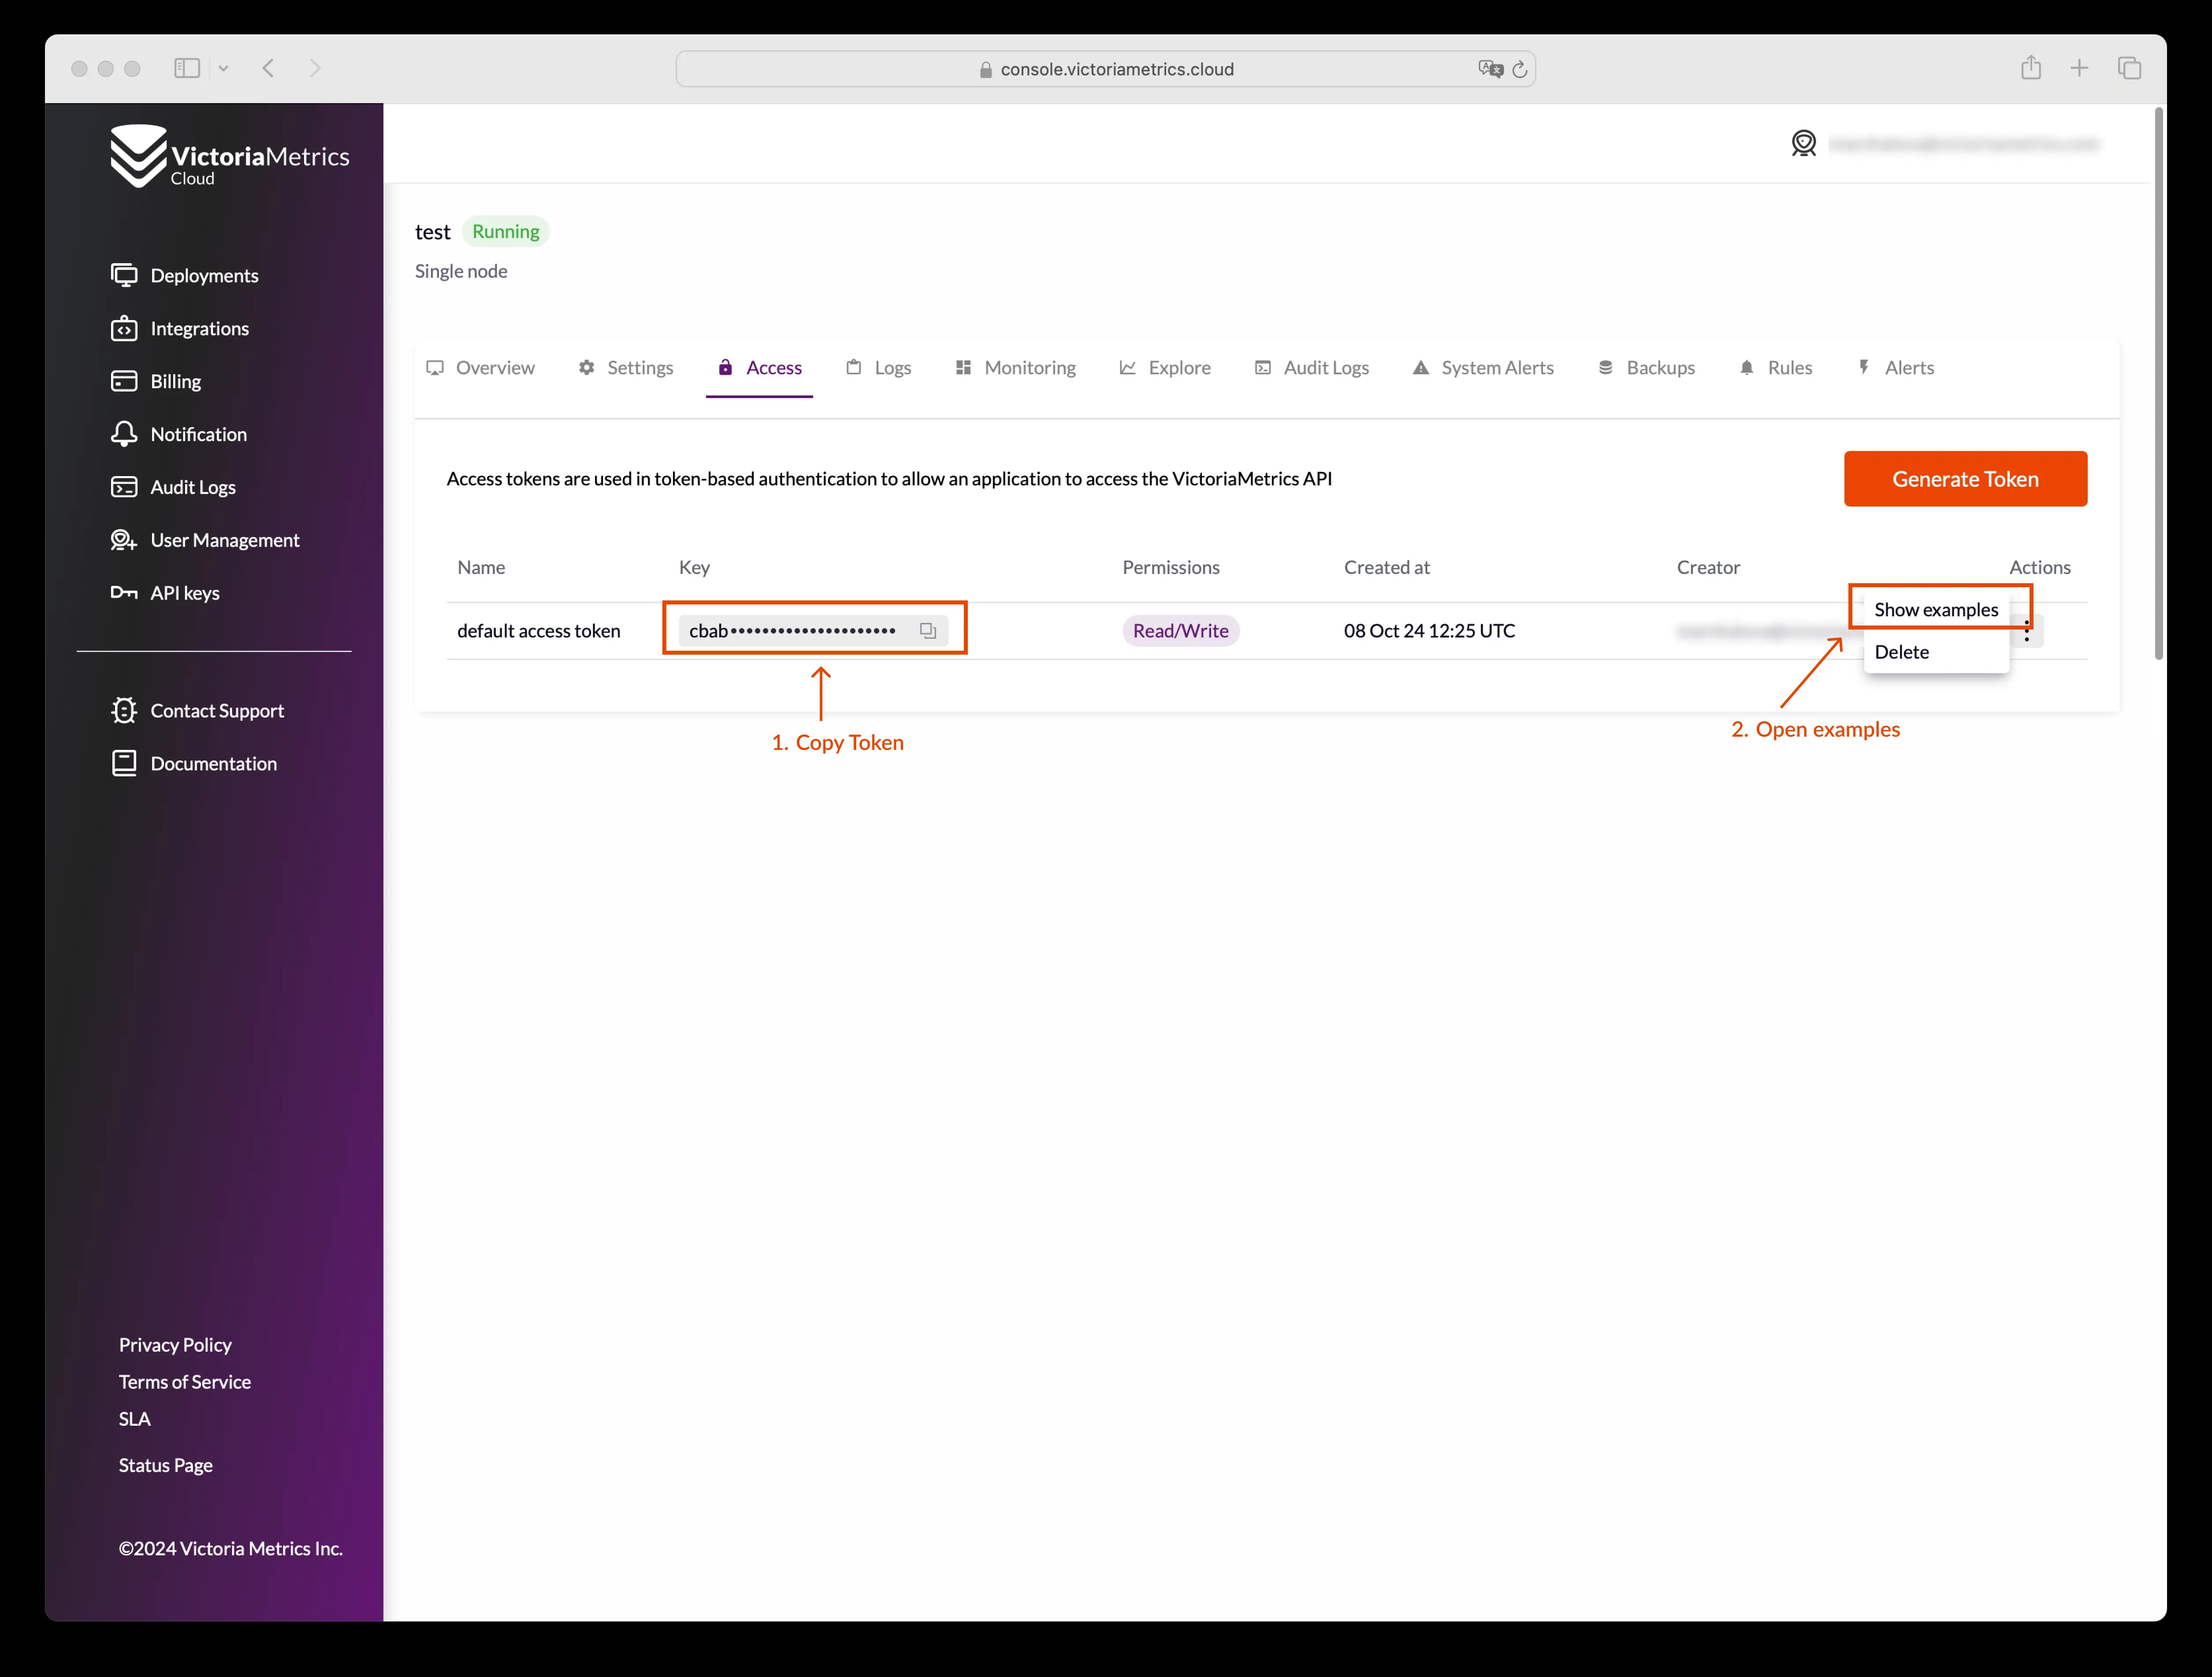 console.victoriametrics.cloud
VictoriaMetrics
Cloud
Deployments
Integrations
Billing
Notification
Audit Logs
User Management
API keys
Contact Support
Documentation
Privacy Policy
Terms of Service
SLA
Status Page
©2024 Victoria Metrics Inc.
test Running
Single node
Overview Settings Access Logs Monitoring Explore Audit Logs System Alerts Backups Rules Alerts
Access tokens are used in token-based authentication to allow an application to access the VictoriaMetrics API
Generate Token
Name Key Permissions Created at Creator Actions
default access token cbab••••••••••••••••••••• Read/Write 08 Oct 24 12:25 UTC
Show examples
Delete
1. Copy Token
2. Open examples